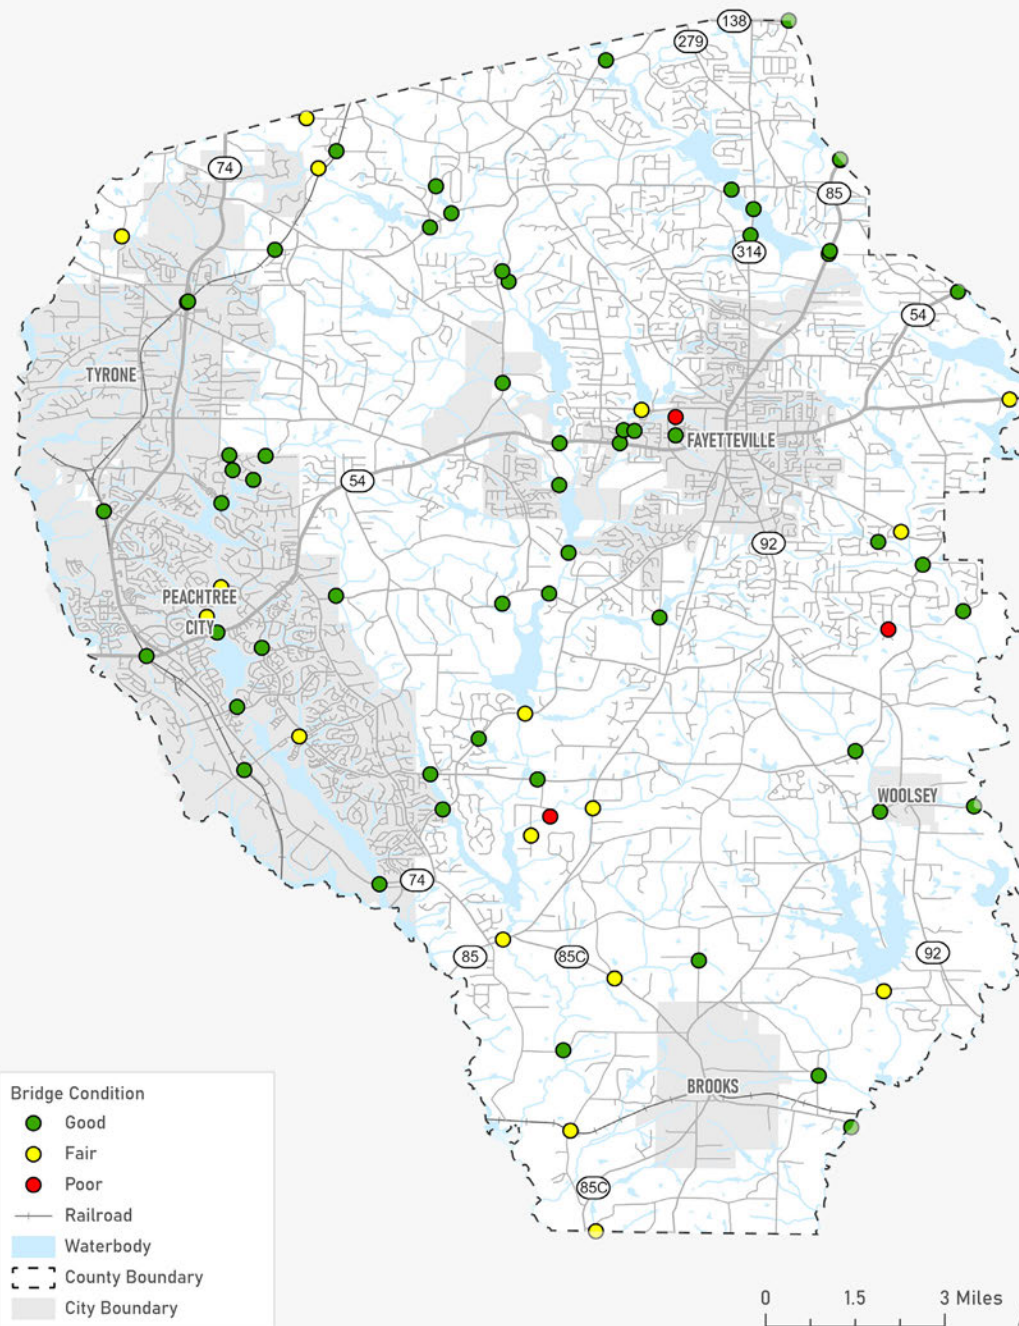 138
279
74
85
314
54
TYRONE
FAYETTEVILLE
54
92
PEACHTREE
CITY
WOOLSEY
74
85
85C
92
BROOKS
85C
Bridge Condition
Good
Fair
Poor
Railroad
Waterbody
County Boundary
City Boundary
0 1.5 3 Miles